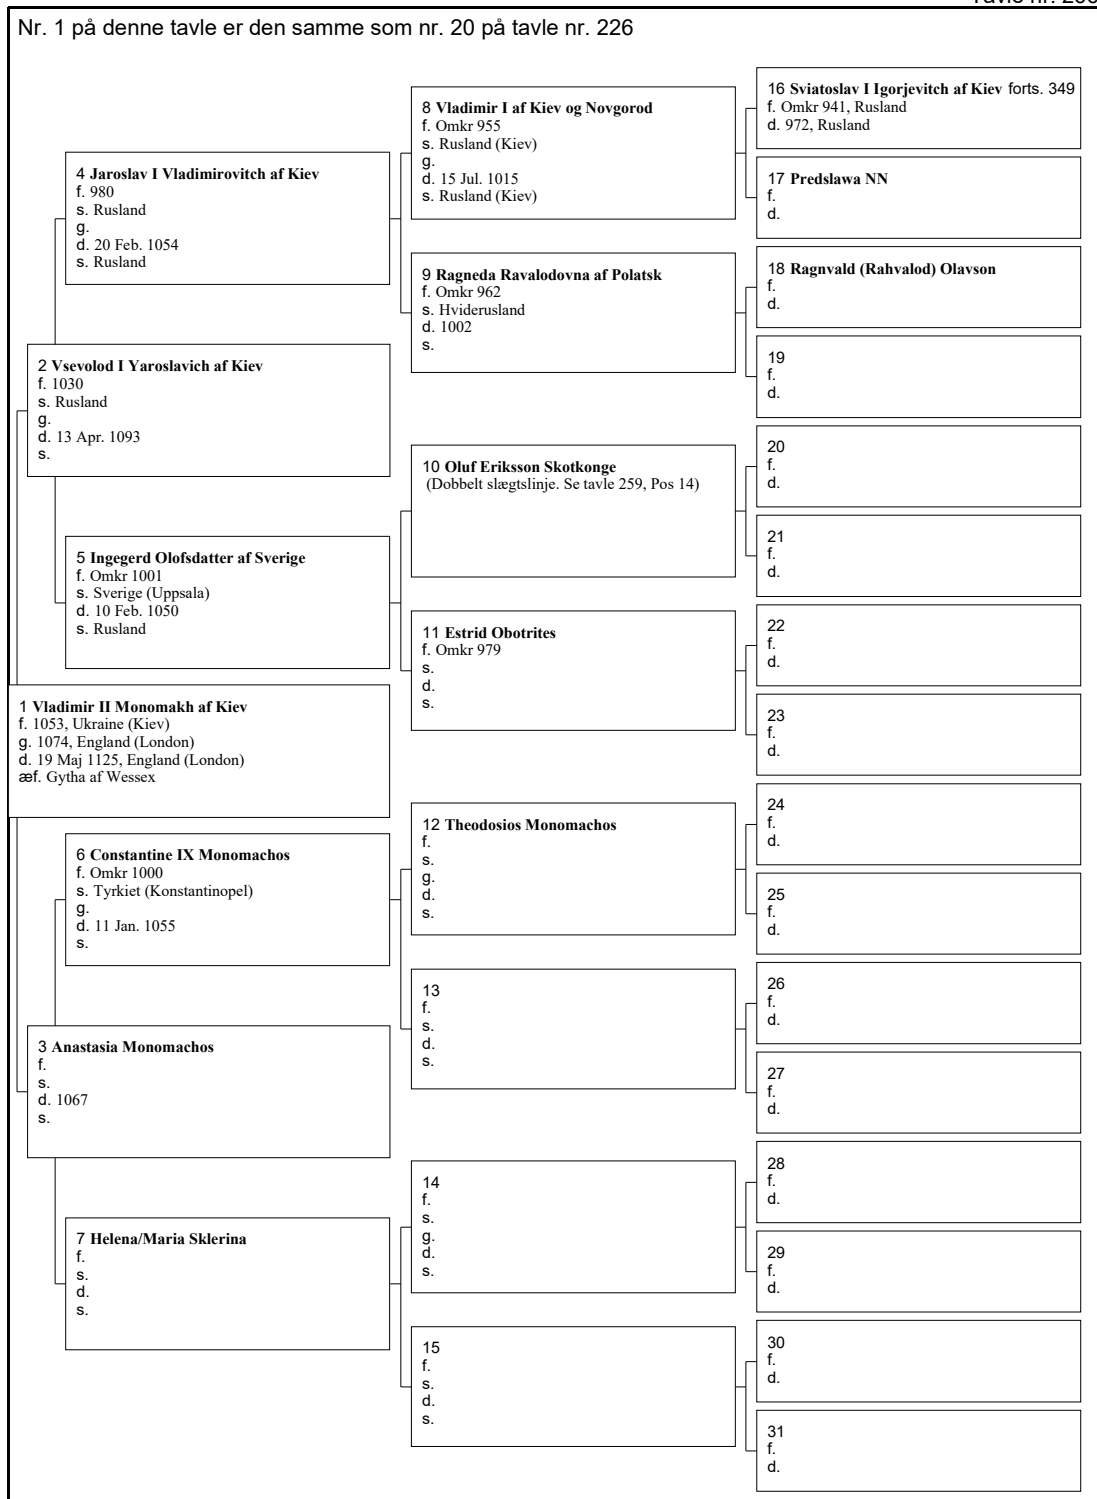 Nr. 1 på denne tavle er den samme som nr. 20 på tavle nr. 226
16 Sviatoslav I Igorjevitch af Kiev forts. 349
f. Omkr 941, Rusland
d. 972, Rusland
8 Vladimir I af Kiev og Novgorod
f. Omkr 955
s. Rusland (Kiev)
g.
d. 15 Jul. 1015
s. Rusland (Kiev)
17 Predslawa NN
f.
d.
4 Jaroslav I Vladimirovitch af Kiev
f. 980
s. Rusland
g.
d. 20 Feb. 1054
s. Rusland
18 Ragnvald (Rahvalod) Olavson
f.
d.
9 Ragneda Ravalodovna af Polatsk
f. Omkr 962
s. Hviderusland
d. 1002
s.
19
f.
d.
2 Vsevolod I Yaroslavich af Kiev
f. 1030
s. Rusland
g.
d. 13 Apr. 1093
s.
20
f.
d.
10 Oluf Eriksson Skotkonge
(Dobbelt slægtslinje. Se tavle 259, Pos 14)
21
f.
d.
5 Ingegerd Olofsdatter af Sverige
f. Omkr 1001
s. Sverige (Uppsala)
d. 10 Feb. 1050
s. Rusland
22
f.
d.
11 Estrid Obotrites
f. Omkr 979
s.
d.
s.
23
f.
d.
1 Vladimir II Monomakh af Kiev
f. 1053, Ukraine (Kiev)
g. 1074, England (London)
d. 19 Maj 1125, England (London)
æf. Gytha af Wessex
24
f.
d.
12 Theodosios Monomachos
f.
s.
g.
d.
s.
25
f.
d.
6 Constantine IX Monomachos
f. Omkr 1000
s. Tyrkiet (Konstantinopel)
g.
d. 11 Jan. 1055
s.
26
f.
d.
13
f.
s.
d.
s.
27
f.
d.
3 Anastasia Monomachos
f.
s.
d. 1067
s.
28
f.
d.
14
f.
s.
g.
d.
s.
29
f.
d.
7 Helena/Maria Sklerina
f.
s.
d.
s.
30
f.
d.
15
f.
s.
d.
s.
31
f.
d.